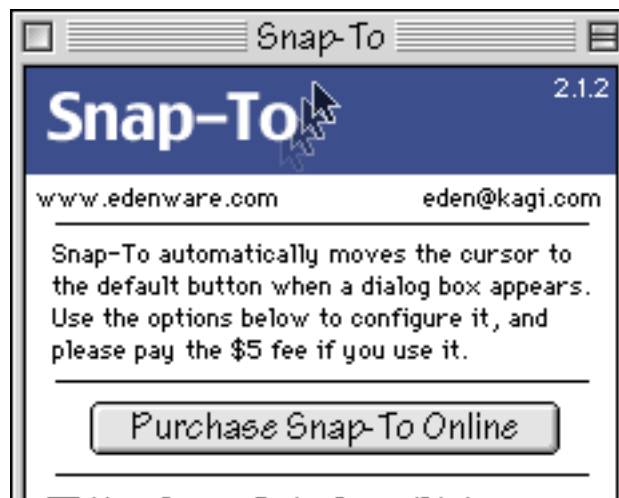 Snap-To
Snap-To
2.1.2
www.edenware.com
eden@kagi.com
Snap-To automatically moves the cursor to
the default button when a dialog box appears.
Use the options below to configure it, and
please pay the $5 fee if you use it.
Purchase Snap-To Online